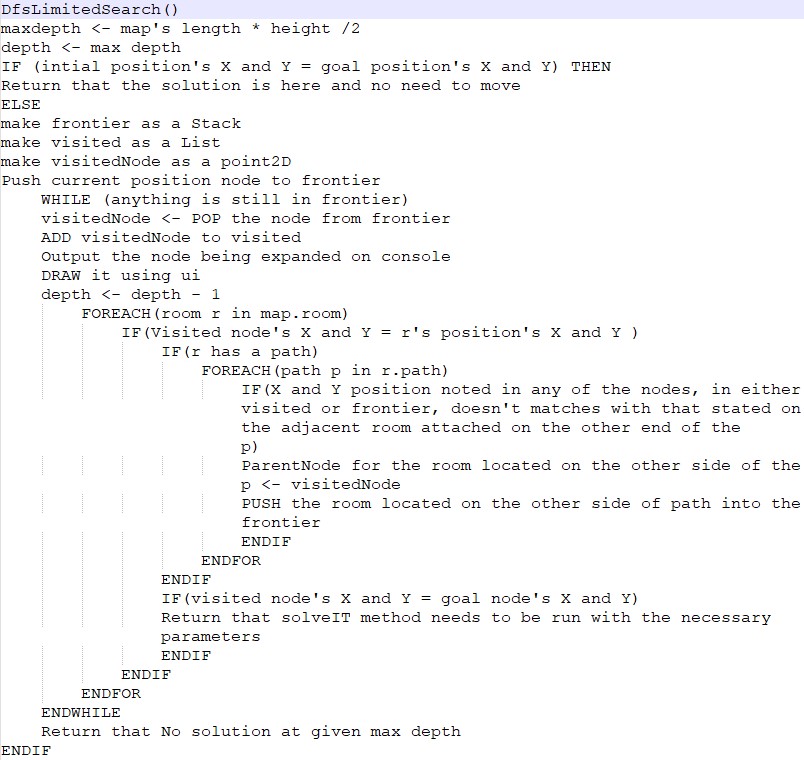 DfsLimitedSearch()
maxdepth <- map's length * height /2
depth <- max depth
IF (intial position's X and Y = goal position's X and Y) THEN
Return that the solution is here and no need to move
ELSE
make frontier as a Stack
make visited as a List
make visitedNode as a point2D
Push current position node to frontier
WHILE (anything is still in frontier)
visitedNode <- POP the node from frontier
ADD visitedNode to visited
Output the node being expanded on console
DRAW it using ui
depth <- depth - 1
FOREACH(room r in map.room)
IF(Visited node's X and Y = r's position's X and Y )
IF(r has a path)
FOREACH(path p in r.path)
IF(X and Y position noted in any of the nodes, in either
visited or frontier, doesn't matches with that stated on
the adjacent room attached on the other end of the
p)
ParentNode for the room located on the other side of the
p <- visitedNode
PUSH the room located on the other side of path into the
frontier
ENDIF
ENDFOR
ENDIF
IF(visited node's X and Y = goal node's X and Y)
Return that solveIT method needs to be run with the necessary
parameters
ENDIF
ENDIF
ENDFOR
ENDWHILE
Return that No solution at given max depth
ENDIF